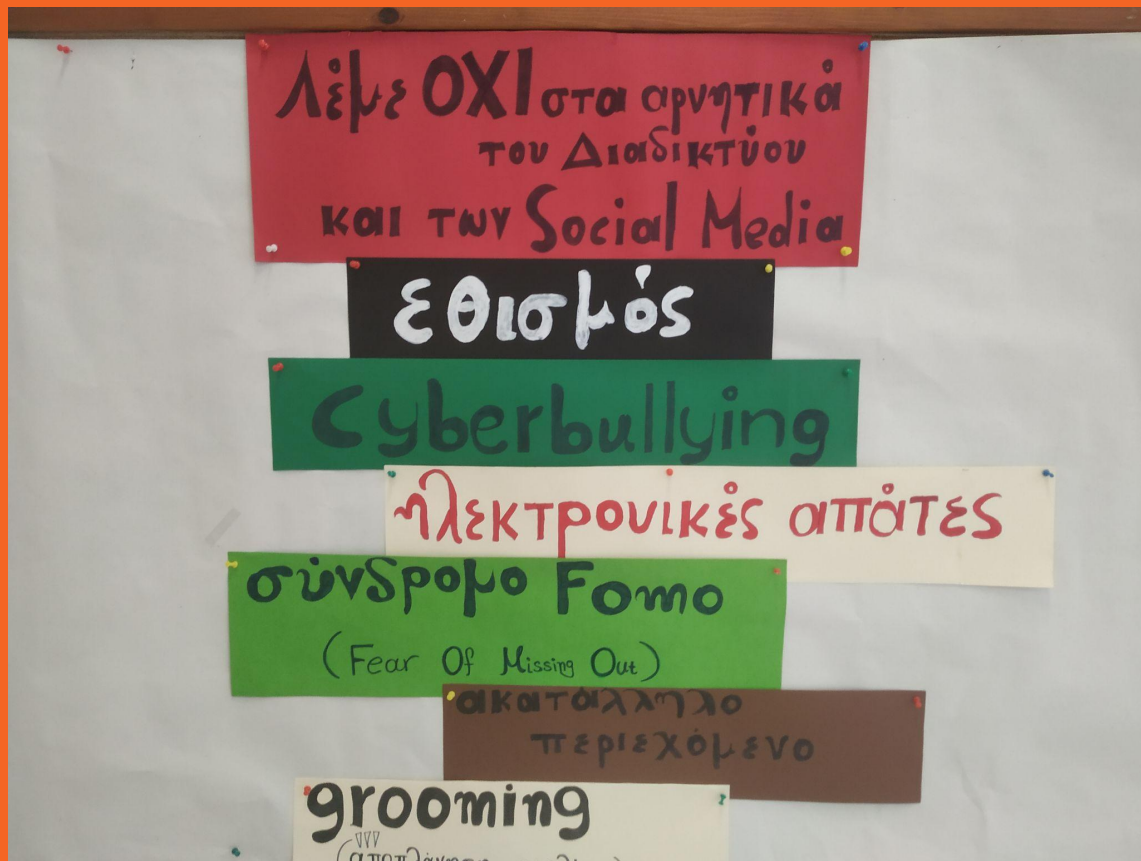 Λέμε ΟΧΙ στα αρνητικά
του Διαδικτύου
και των Social Media
εθισμός
Cyberbullying
ηλεκτρονικές απάτες
σύνδρομο Fomo
(Fear Of Missing Out)
ακατάλληλο
περιεχόμενο
grooming